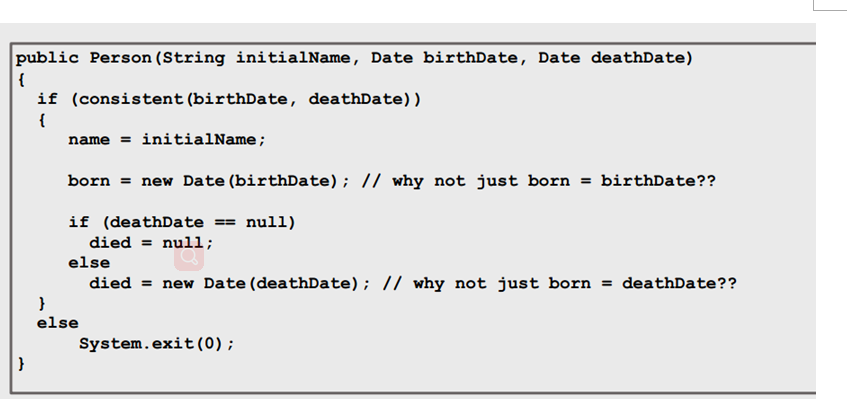 public Person(String initialName, Date birthDate, Date deathDate)
{
if (consistent(birthDate, deathDate))
{
name = initialName;
born = new Date(birthDate); // why not just born = birthDate??
if (deathDate == null)
died = null;
else
died = new Date(deathDate); // why not just born = deathDate??
}
else
System.exit(0);
}